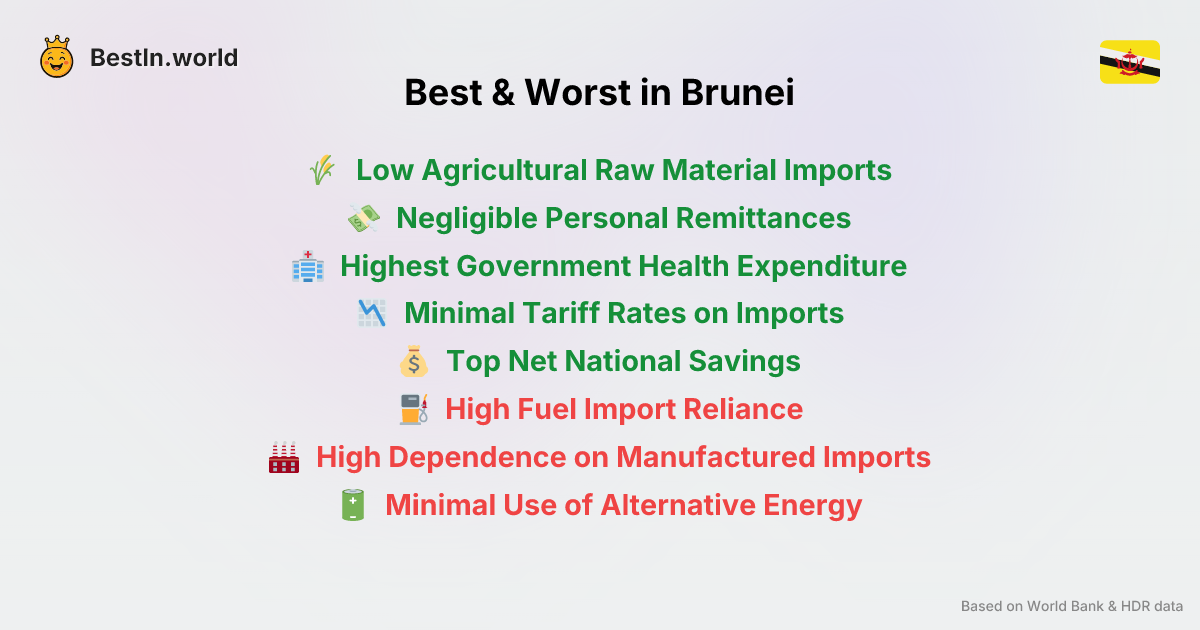 BestIn.world
Best & Worst in Brunei
Low Agricultural Raw Material Imports
Negligible Personal Remittances
Highest Government Health Expenditure
Minimal Tariff Rates on Imports
Top Net National Savings
High Fuel Import Reliance
High Dependence on Manufactured Imports
Minimal Use of Alternative Energy
Based on World Bank & HDR data